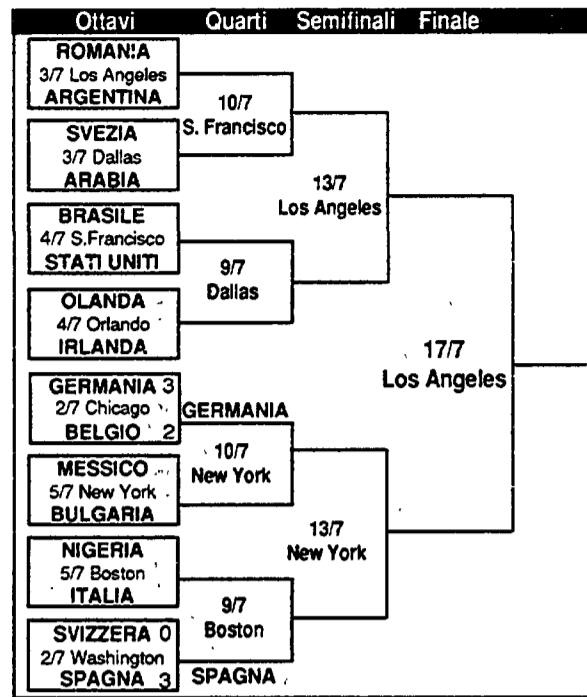 Ottavi Quarti Semifinali Finale
ROMANIA
3/7 Los Angeles
ARGENTINA
10/7
S. Francisco
SVEZIA
3/7 Dallas
ARABIA
13/7
Los Angeles
BRASILE
4/7 S.Francisco
STATI UNITI
9/7
Dallas
OLANDA
4/7 Orlando
IRLANDA
17/7
Los Angeles
GERMANIA 3
2/7 Chicago
BELGIO 2
GERMANIA
10/7
New York
MESSICO
5/7 New York
BULGARIA
13/7
New York
NIGERIA
5/7 Boston
ITALIA
9/7
Boston
SVIZZERA 0
2/7 Washington
SPAGNA 3
SPAGNA